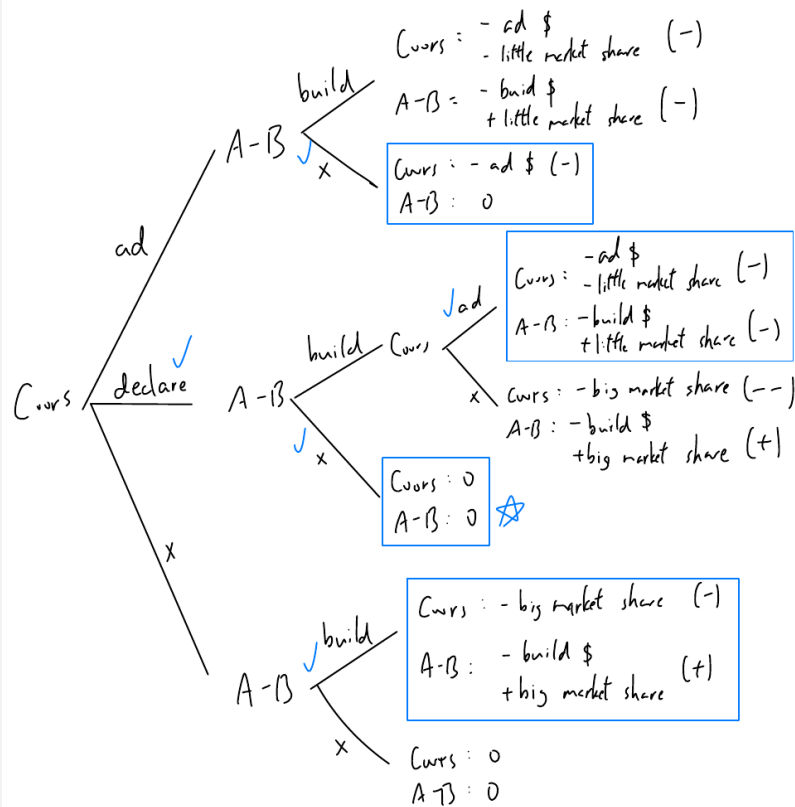 - ad $
Coors : - little market share (-)
build
A-B = - buid $
+ little market share (-)
A-B
x
Coors : - ad $ (-)
A-B : 0
ad
- ad $
Coors : - little market share (-)
ad
A-B : - build $
+ little market share (-)
build
Coors
declare
Coors
A-B
x
Coors : - big market share (--)
A-B : - build $
+big market share (+)
x
Coors : 0
A-B : 0
x
Coors : - big market share (-)
build
A-B : - build $
+ big market share (+)
A-B
x
Coors : 0
A-B : 0